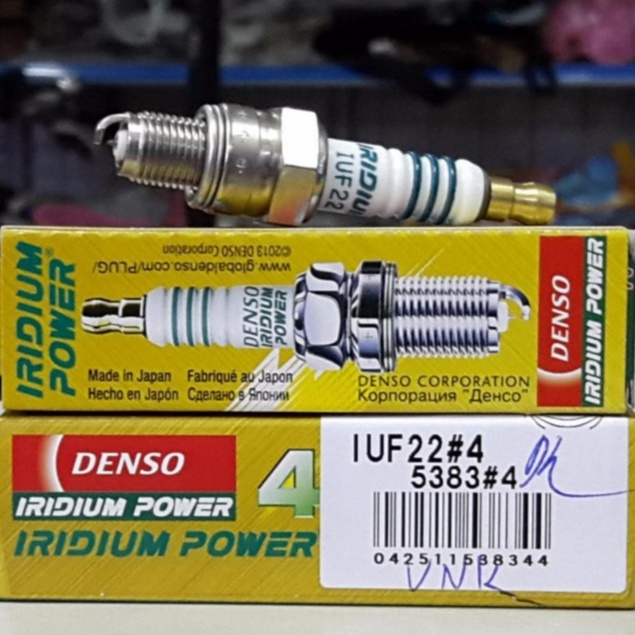 IRIDIUM
IUF22
IRIDIUM®
POWER
©2013 DENSO Corporation
www.globaldenso.com/PLUG/
DENSO
IRIDIUM
POWER
Made in Japan Fabriqué au Japon
Hecho en Japón Сделано в Японии
DENSO CORPORATION
Корпорация "Денсо"
DENSO
IRIDIUM POWER
DENSO
IRIDIUM POWER
4
IRIDIUM POWER
IUF22#4
5383#4
042511538344
VNR